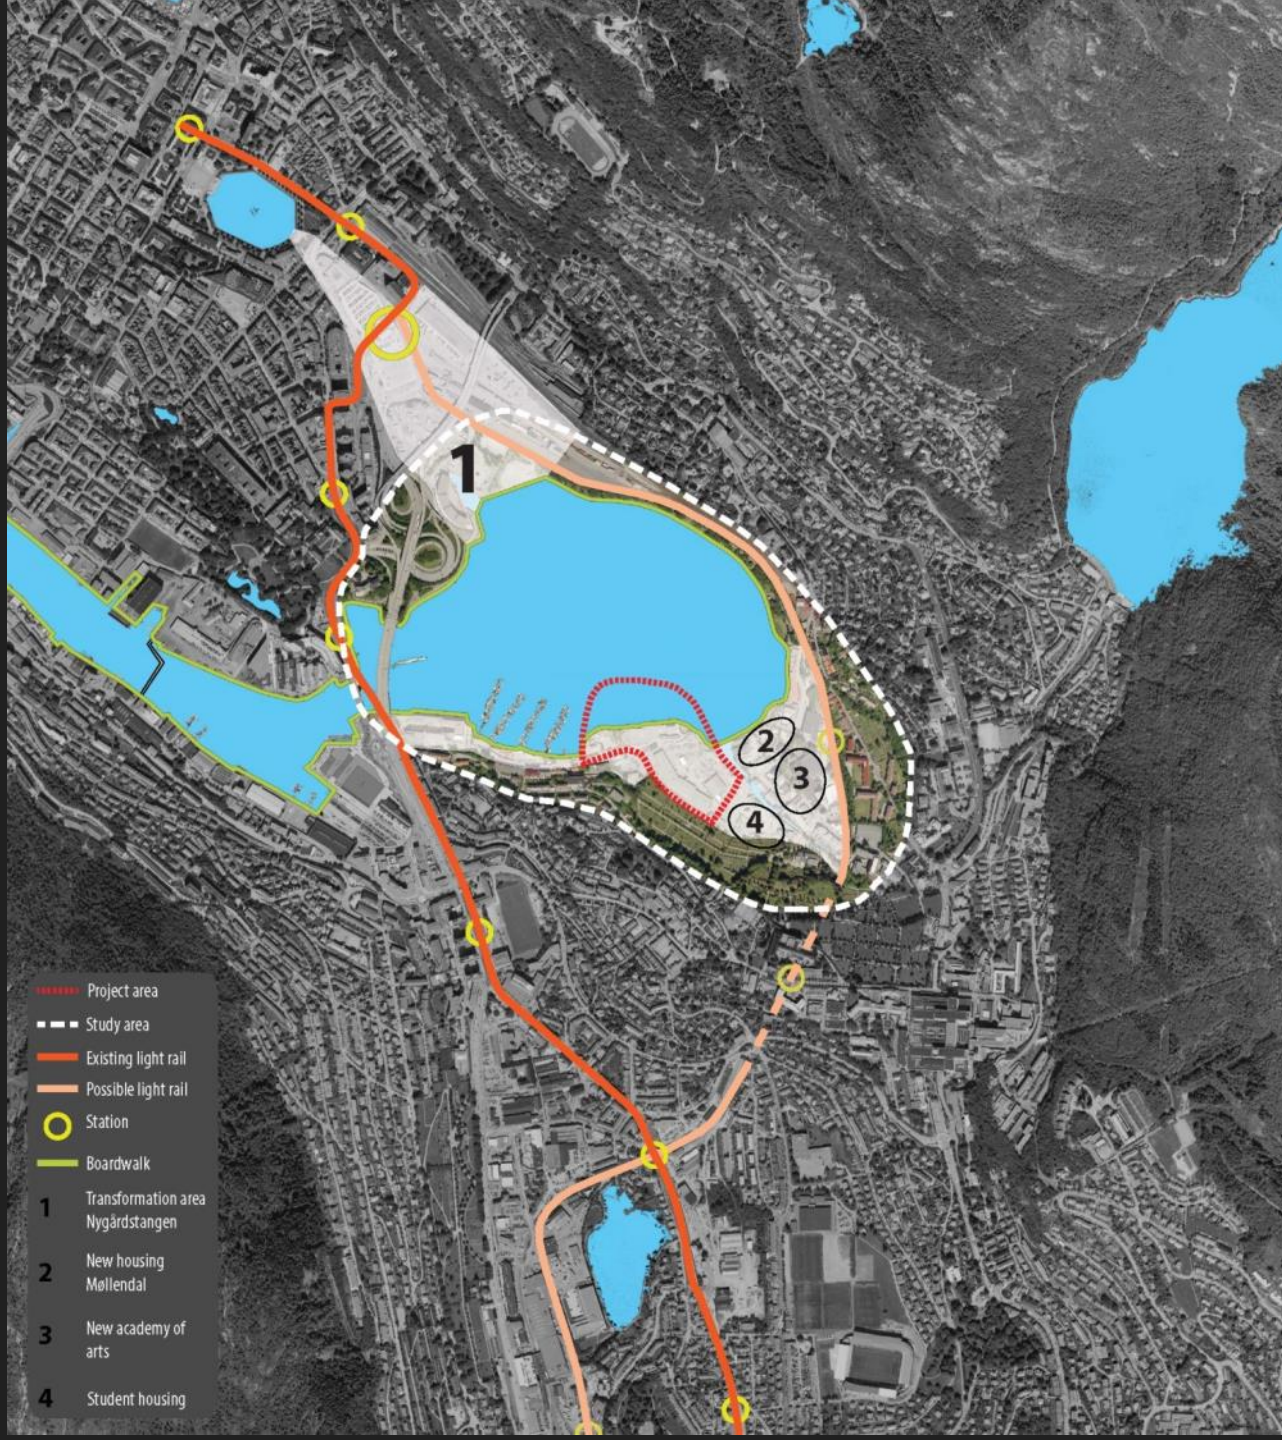 1
2
3
4
Project area
Study area
Existing light rail
Possible light rail
Station
Boardwalk
1 Transformation area
Nygårdstangen
2 New housing
Møllendal
3 New academy of
arts
4 Student housing